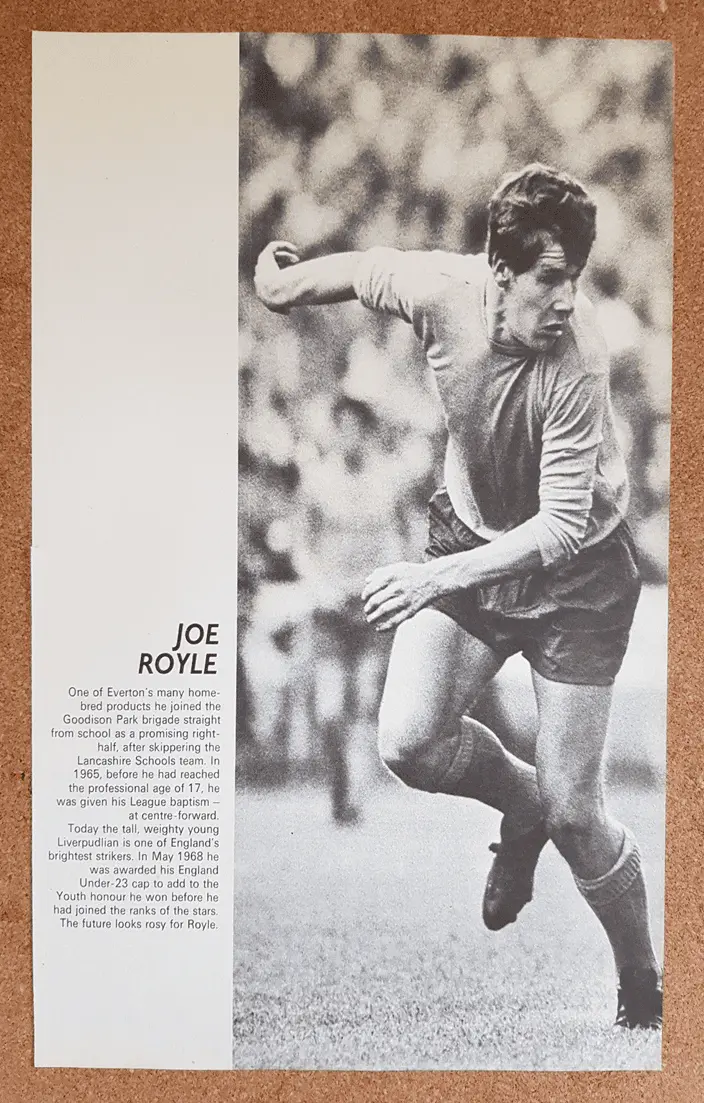 JOE
ROYLE
One of Everton's many home-
bred products he joined the
Goodison Park brigade straight
from school as a promising right-
half, after skippering the
Lancashire Schools team. In
1965, before he had reached
the professional age of 17, he
was given his League baptism –
at centre-forward.
Today the tall, weighty young
Liverpudlian is one of England's
brightest strikers. In May 1968 he
was awarded his England
Under-23 cap to add to the
Youth honour he won before he
had joined the ranks of the stars.
The future looks rosy for Royle.